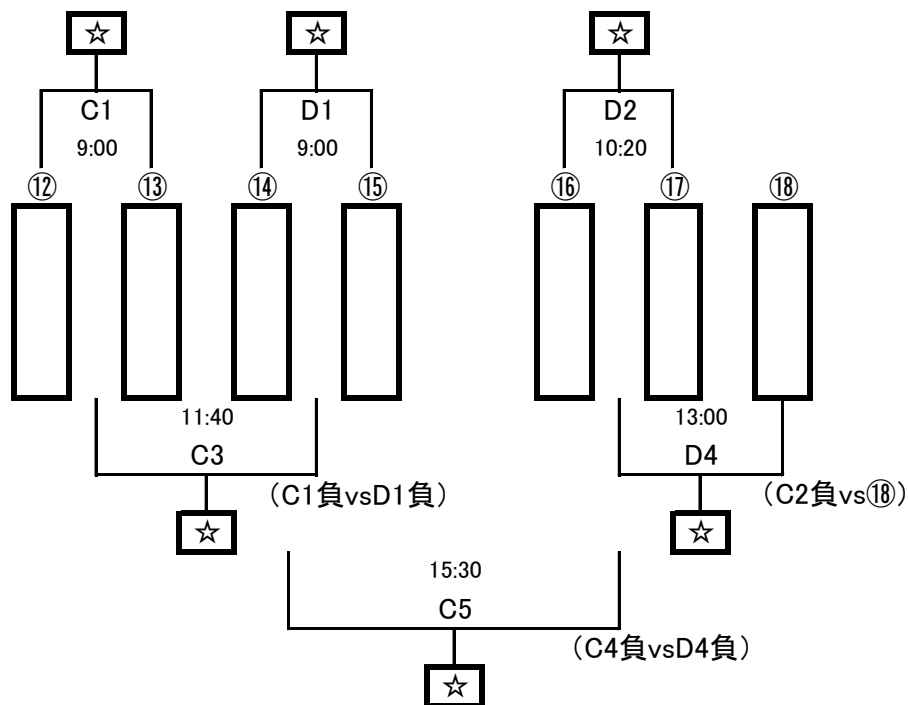 ☆ ☆ ☆
C1 D1 D2
9:00 9:00 10:20
⑫ ⑬ ⑭ ⑮ ⑯ ⑰ ⑱
11:40 13:00
C3 D4
(C1負vsD1負) (C2負vs⑱)
☆ ☆
15:30
C5
(C4負vsD4負)
☆